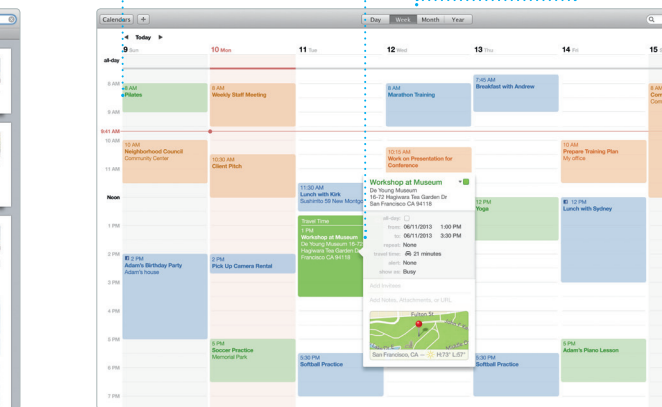 Calendars +
Day Week Month Year
Today
9 Sun
10 Mon
11 Tue
12 Wed
13 Thu
14 Fri
15
all-day
8 AM
9 AM
9:41 AM
10 AM
11 AM
Noon
1 PM
2 PM
3 PM
4 PM
5 PM
6 PM
7 PM
8 AM
Pilates
10 AM
Neighborhood Council
Community Center
2 PM
Adam's Birthday Party
Adam's house
8 AM
Weekly Staff Meeting
10:30 AM
Client Pitch
2 PM
Pick Up Camera Rental
5 PM
Soccer Practice
Memorial Park
11:30 AM
Lunch with Kirk
Sushirrito 59 New Montgo
Travel Time
1 PM
Workshop at Museum
De Young Museum 16-72
Hagiwara Tea Garden D
San Francisco CA 94118
5:30 PM
Softball Practice
8 AM
Marathon Training
10:15 AM
Work on Presentation for
Conference
Workshop at Museum
De Young Museum
16-72 Hagiwara Tea Garden Dr
San Francisco CA 94118
all-day:
from: 06/11/2013 1:00 PM
to: 06/11/2013 3:30 PM
repeat: None
travel time: 21 minutes
alert: None
show as: Busy
Add Invitees
Add Notes, Attachments, or URL
Fulton St
San Francisco, CA H:73° L:57°
7:45 AM
Breakfast with Andrew
12 PM
Yoga
5:30 PM
Softball Practice
10 AM
Prepare Training Plan
My office
12 PM
Lunch with Sydney
5 PM
Adam's Piano Lesson
8 AM